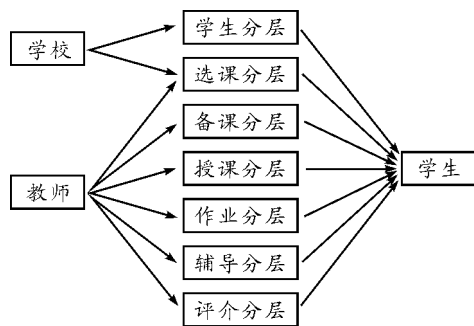 学校
教师
学生分层
选课分层
备课分层
授课分层
作业分层
辅导分层
评介分层
学生